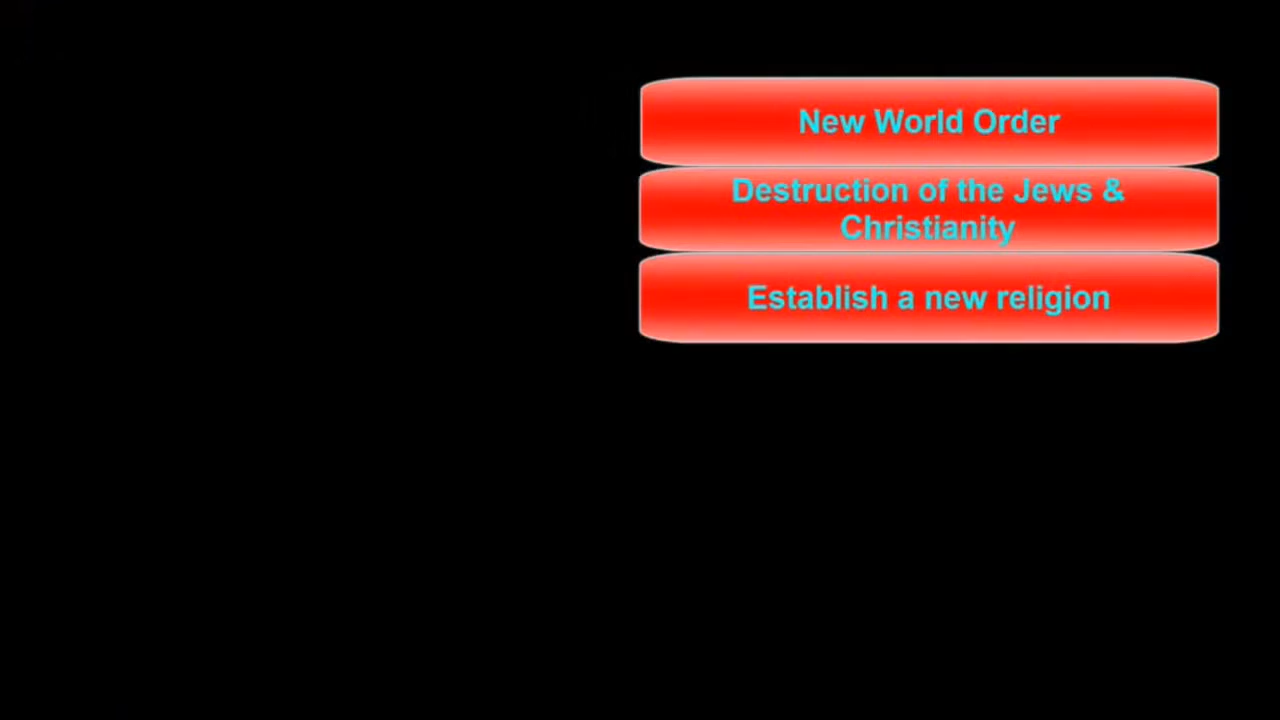 New World Order
Destruction of the Jews &
Christianity
Establish a new religion